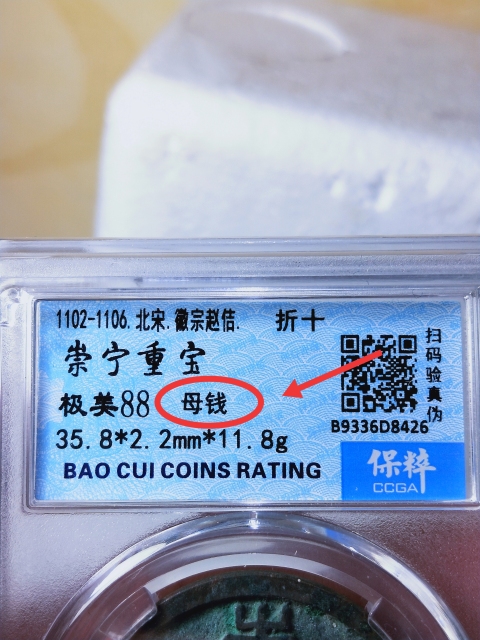 1102-1106.北宋.徽宗赵佶. 折十
崇宁重宝
极美88 母钱
35.8*2.2mm*11.8g
BAO CUI COINS RATING
扫码验真伪
B9336D8426
保粹
CCGA